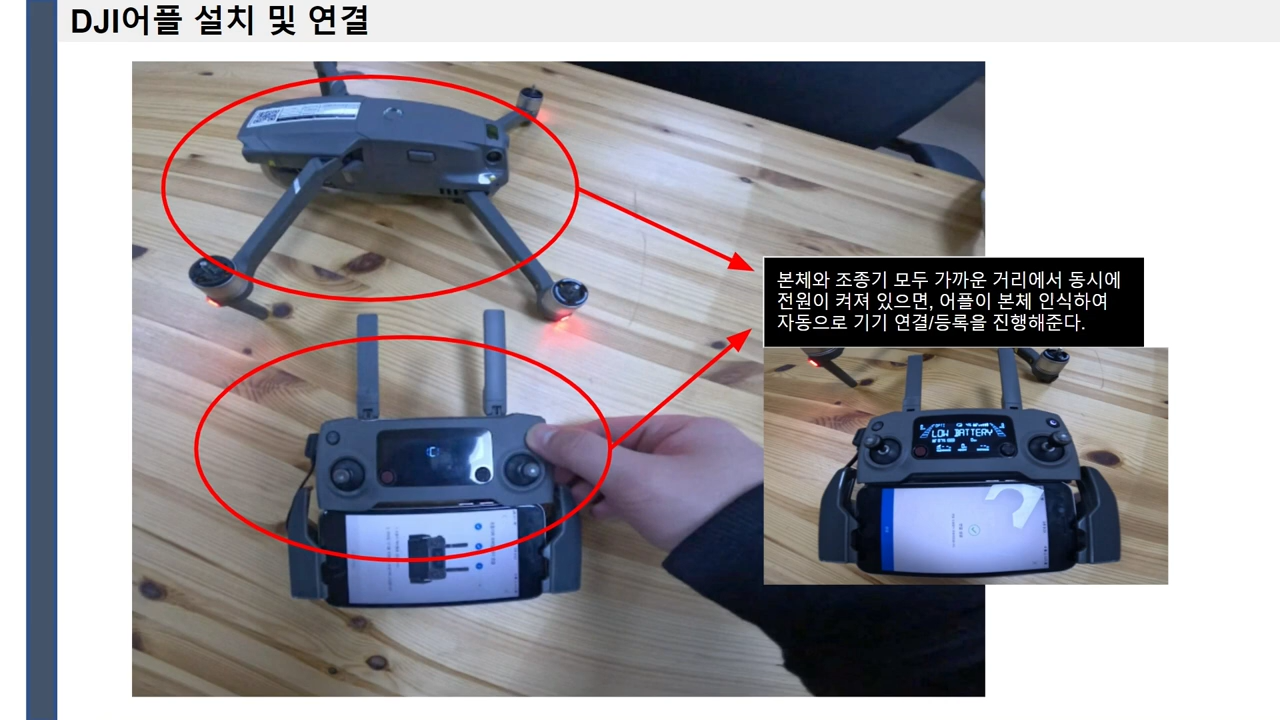 DJI어플 설치 및 연결
본체와 조종기 모두 가까운 거리에서 동시에
전원이 켜져 있으면, 어플이 본체 인식하여
자동으로 기기 연결/등록을 진행해준다.
LOW BATTERY